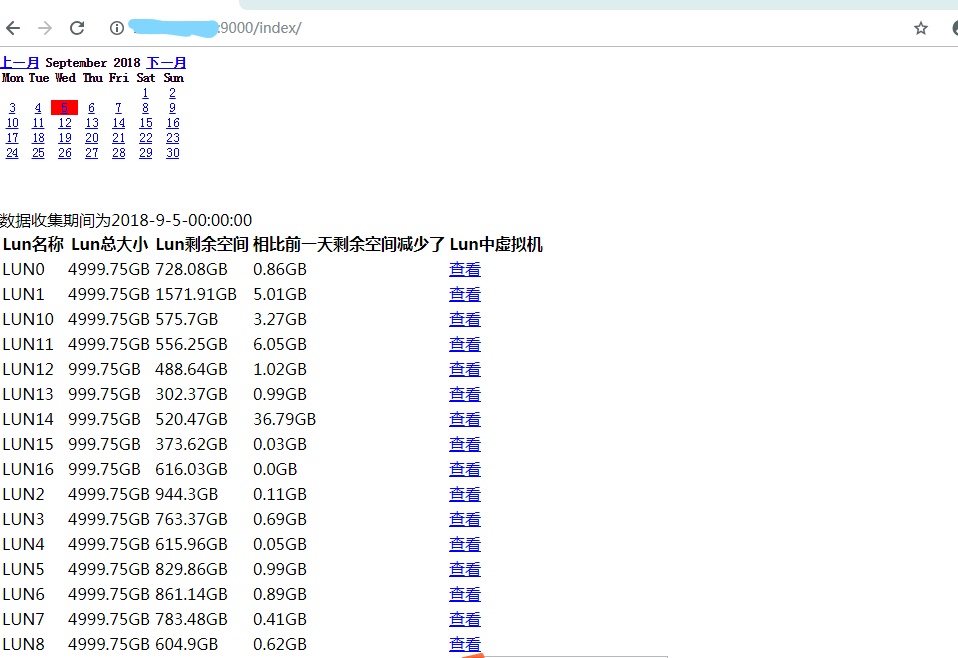 :9000/index/
上一月 September 2018 下一月
Mon Tue Wed Thu Fri Sat Sun
1 2
3 4 5 6 7 8 9
10 11 12 13 14 15 16
17 18 19 20 21 22 23
24 25 26 27 28 29 30
数据收集期间为2018-9-5-00:00:00
Lun名称 Lun总大小 Lun剩余空间 相比前一天剩余空间减少了 Lun中虚拟机
LUN0 4999.75GB 728.08GB 0.86GB 查看
LUN1 4999.75GB 1571.91GB 5.01GB 查看
LUN10 4999.75GB 575.7GB 3.27GB 查看
LUN11 4999.75GB 556.25GB 6.05GB 查看
LUN12 999.75GB 488.64GB 1.02GB 查看
LUN13 999.75GB 302.37GB 0.99GB 查看
LUN14 999.75GB 520.47GB 36.79GB 查看
LUN15 999.75GB 373.62GB 0.03GB 查看
LUN16 999.75GB 616.03GB 0.0GB 查看
LUN2 4999.75GB 944.3GB 0.11GB 查看
LUN3 4999.75GB 763.37GB 0.69GB 查看
LUN4 4999.75GB 615.96GB 0.05GB 查看
LUN5 4999.75GB 829.86GB 0.99GB 查看
LUN6 4999.75GB 861.14GB 0.89GB 查看
LUN7 4999.75GB 783.48GB 0.41GB 查看
LUN8 4999.75GB 604.9GB 0.62GB 查看